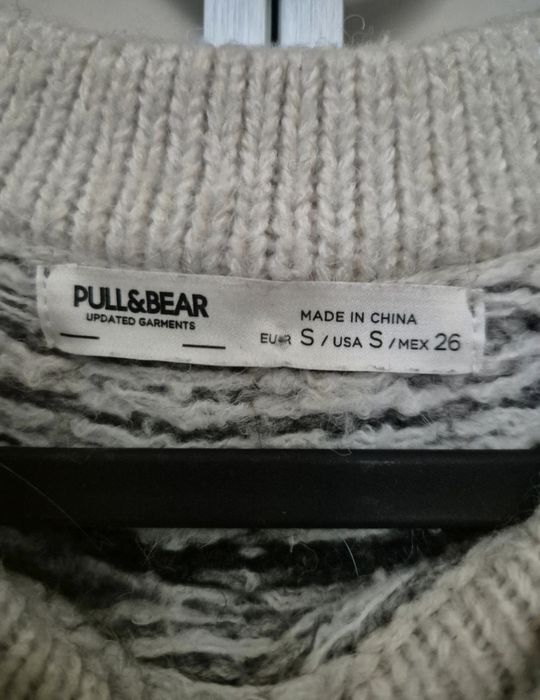 PULL&BEAR
UPDATED GARMENTS
MADE IN CHINA
EUR S / USA S / MEX 26